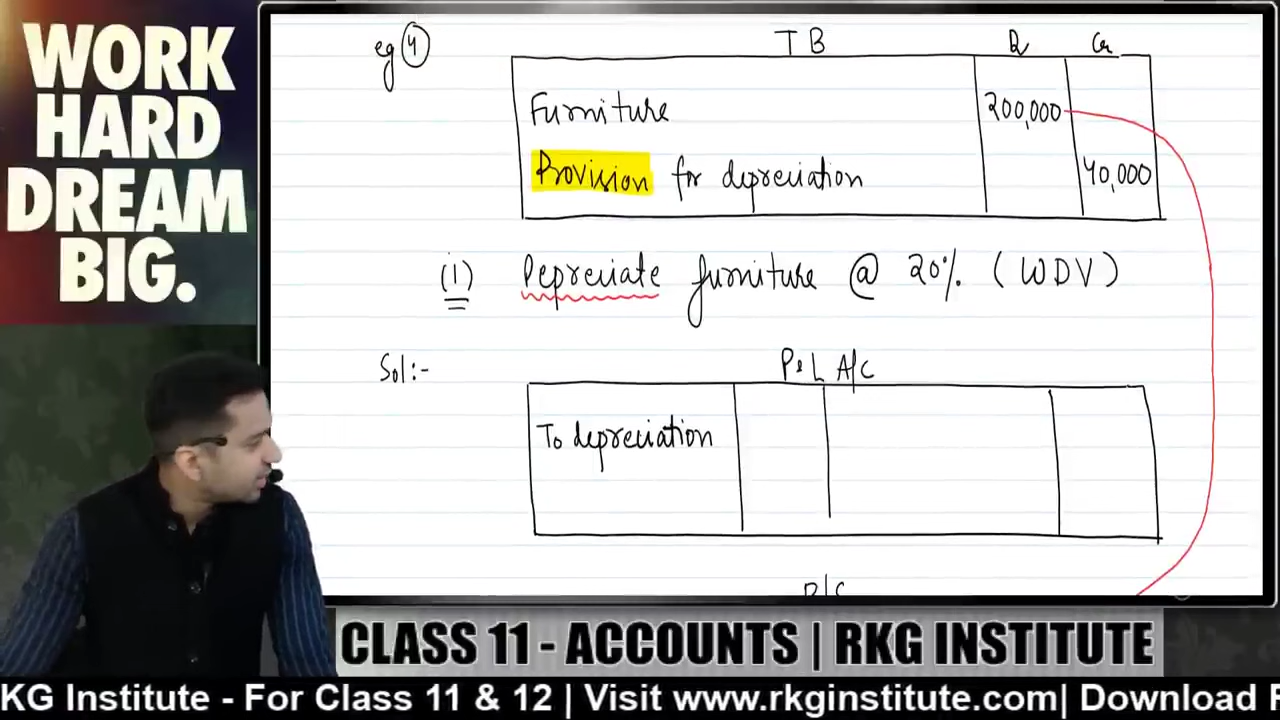 WORK
HARD
DREAM
BIG.
eg 4
T B Dr Cr
Furniture 200,000
Provision for depreciation 40,000
(i) Depreciate furniture @ 20% (WDV)
Sol:-
P&L A/C
To depreciation
B/S
CLASS 11 - ACCOUNTS | RKG INSTITUTE
KG Institute - For Class 11 & 12 | Visit www.rkginstitute.com| Download